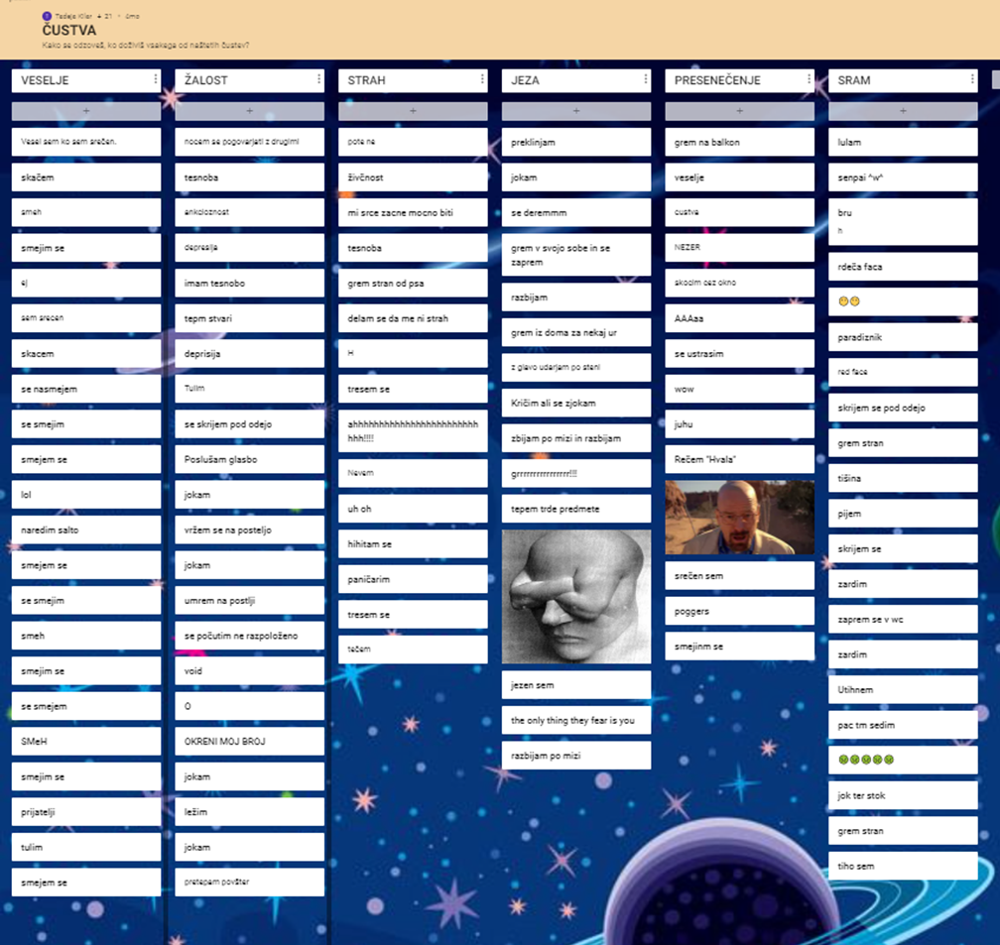 Tadeja Kiler + 21 • úmo
ČUSTVA
Kako se odzoveš, ko doživiš vsakega od naštetih čustev?
VESELJE
Vesel sem ko sem srečen.
skačem
smeh
smejim se
ej
sem srecen
skacem
se nasmejem
se smejim
smejem se
lol
naredim salto
smejem se
se smejim
smeh
smejim se
se smejem
SMeH
smejim se
prijatelji
tulim
smejem se
ŽALOST
nocem se pogovarjati z drugimi
tesnoba
anksioznost
depresija
imam tesnobo
tepm stvari
deprisija
Tulim
se skrijem pod odejo
Poslušam glasbo
jokam
vržem se na posteljo
jokam
umrem na postlji
se počutim ne razpoloženo
void
O
OKRENI MOJ BROJ
jokam
ležim
jokam
pretepam povšter
STRAH
pote ne
živčnost
mi srce zacne mocno biti
tesnoba
grem stran od psa
delam se da me ni strah
H
tresem se
ahhhhhhhhhhhhhhhhhhhhhhhh
hhh!!!!
Nevem
uh oh
hihitam se
paničarim
tresem se
tečem
JEZA
preklinjam
jokam
se deremmm
grem v svojo sobe in se
zaprem
razbijam
grem iz doma za nekaj ur
z glavo udarjam po steni
Kričim ali se zjokam
zbijam po mizi in razbijam
grrrrrrrrrrrrrrr!!!
tepem trde predmete
jezen sem
the only thing they fear is you
razbijam po mizi
PRESENEČENJE
grem na balkon
veselje
custva
NEZER
skocim cez okno
AAAaa
se ustrasim
wow
juhu
Rečem "Hvala"
srečen sem
poggers
smejinm se
SRAM
lulam
senpai ^w^
bru
h
rdeča faca
paradiznik
red face
skrijem se pod odejo
grem stran
tišina
pijem
skrijem se
zardim
zaprem se v wc
zardim
Utihnem
pac tm sedim
jok ter stok
grem stran
tiho sem